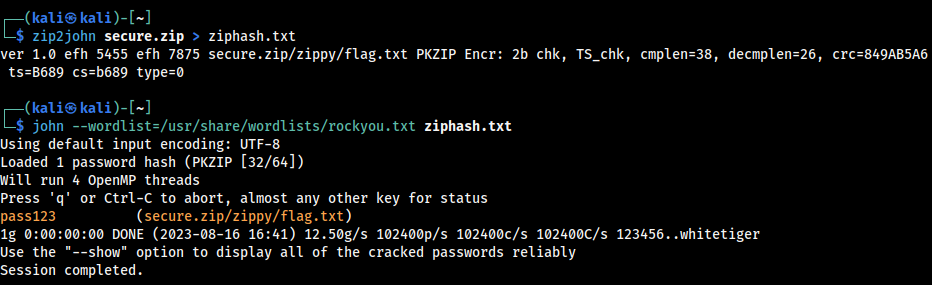 ┌──(kali㉿kali)-[~]
└─$ zip2john secure.zip > ziphash.txt
ver 1.0 efh 5455 efh 7875 secure.zip/zippy/flag.txt PKZIP Encr: 2b chk, TS_chk, cmplen=38, decmplen=26, crc=849AB5A6
 ts=B689 cs=b689 type=0
┌──(kali㉿kali)-[~]
└─$ john --wordlist=/usr/share/wordlists/rockyou.txt ziphash.txt
Using default input encoding: UTF-8
Loaded 1 password hash (PKZIP [32/64])
Will run 4 OpenMP threads
Press 'q' or Ctrl-C to abort, almost any other key for status
pass123          (secure.zip/zippy/flag.txt)
1g 0:00:00:00 DONE (2023-08-16 16:41) 12.50g/s 102400p/s 102400c/s 102400C/s 123456..whitetiger
Use the "--show" option to display all of the cracked passwords reliably
Session completed.